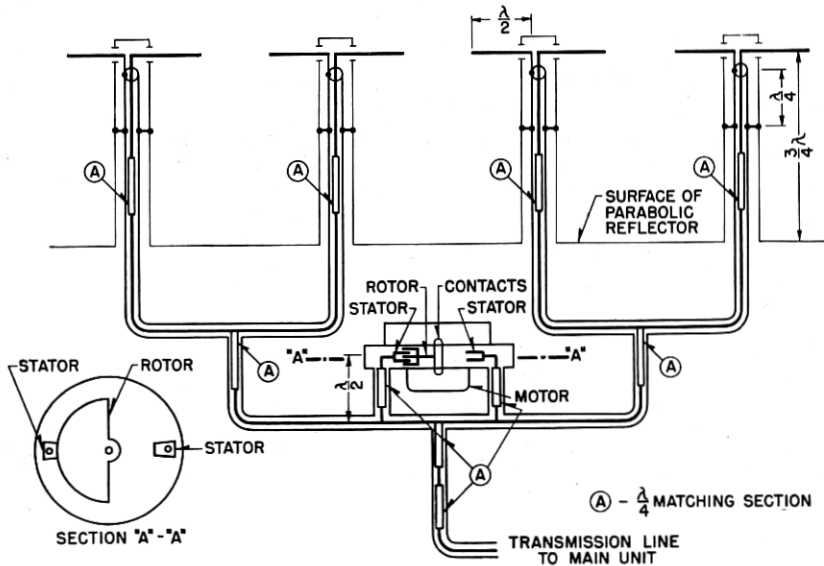 λ/2
λ/4
3λ/4
A
A
A
A
SURFACE OF
PARABOLIC
REFLECTOR
ROTOR
CONTACTS
STATOR
STATOR
"A"
"A"
A
A
λ/2
MOTOR
STATOR
ROTOR
STATOR
A
SECTION "A"-"A"
A - λ/4 MATCHING SECTION
TRANSMISSION LINE
TO MAIN UNIT